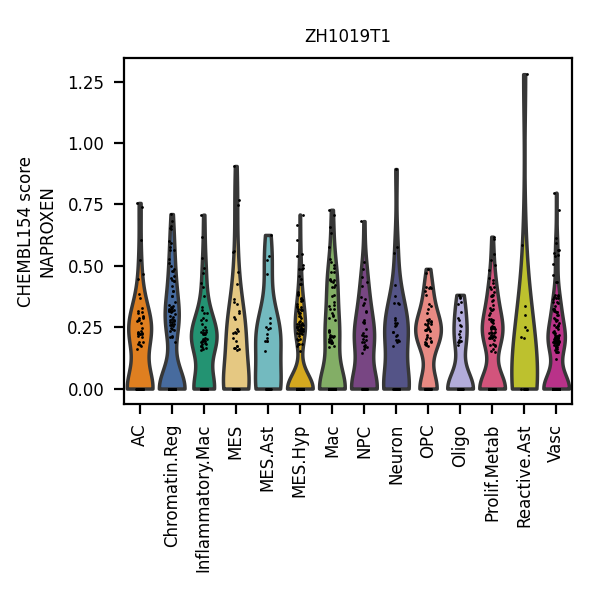 ZH1019T1
CHEMBL154 score
NAPROXEN
1.25
1.00
0.75
0.50
0.25
0.00
AC
Chromatin.Reg
Inflammatory.Mac
MES
MES.Ast
MES.Hyp
Mac
NPC
Neuron
OPC
Oligo
Prolif.Metab
Reactive.Ast
Vasc